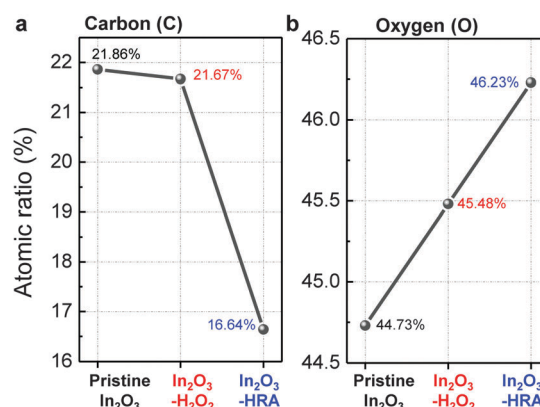 a Carbon (C)
Atomic ratio (%)
22
21
20
19
18
17
16
21.86%
21.67%
16.64%
Pristine In₂O₃
In₂O₃ -H₂O₂
In₂O₃ -HRA
b Oxygen (O)
46.5
46.0
45.5
45.0
44.5
46.23%
45.48%
44.73%
Pristine In₂O₃
In₂O₃ -H₂O₂
In₂O₃ -HRA